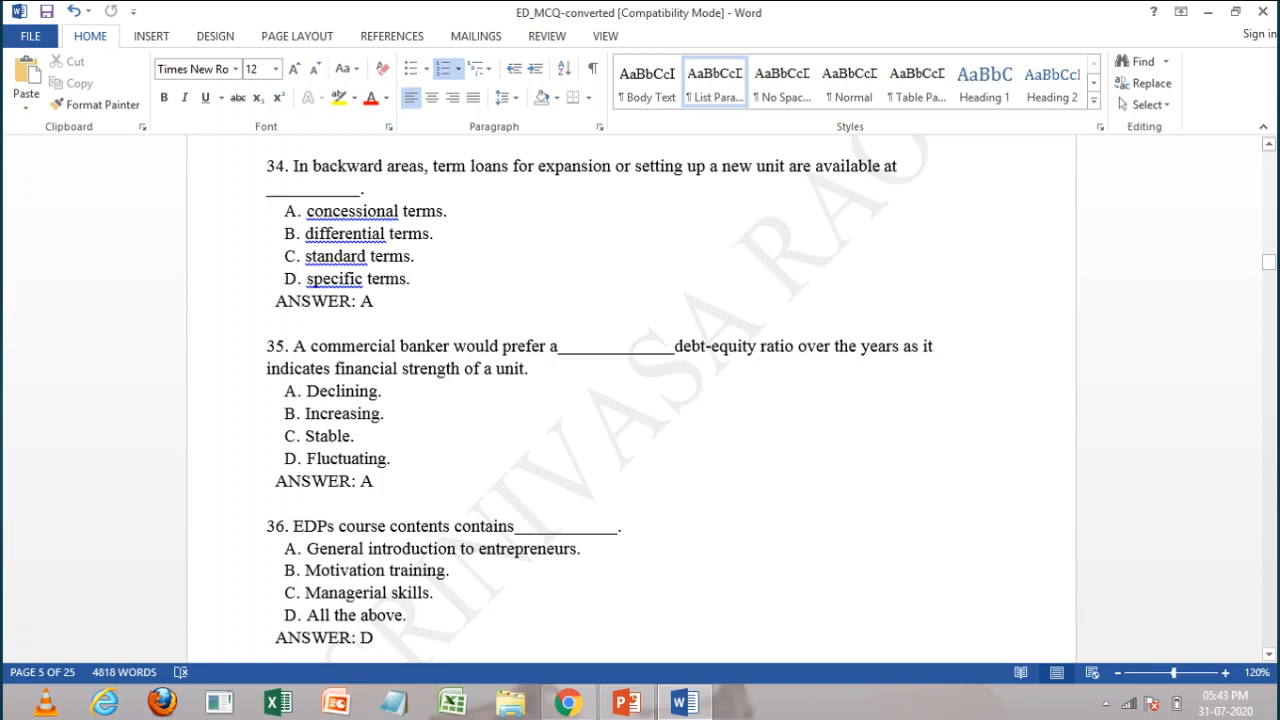 ED_MCQ-converted [Compatibility Mode] - Word
Sign in
FILE HOME INSERT DESIGN PAGE LAYOUT REFERENCES MAILINGS REVIEW VIEW
Paste
Cut
Copy
Format Painter
Clipboard
Times New Ro 12
Font
Paragraph
AaBbCcI AaBbCcI AaBbCcI AaBbCcI AaBbCcI AaBbC AaBbCcI
¶ Body Text ¶ List Para... ¶ No Spac... ¶ Normal ¶ Table Pa... Heading 1 Heading 2
Styles
Find
Replace
Select
Editing
34. In backward areas, term loans for expansion or setting up a new unit are available at
___________.
A. concessional terms.
B. differential terms.
C. standard terms.
D. specific terms.
ANSWER: A
35. A commercial banker would prefer a_____________debt-equity ratio over the years as it
indicates financial strength of a unit.
A. Declining.
B. Increasing.
C. Stable.
D. Fluctuating.
ANSWER: A
36. EDPs course contents contains____________.
A. General introduction to entrepreneurs.
B. Motivation training.
C. Managerial skills.
D. All the above.
ANSWER: D
SRINIVASA RAO
PAGE 5 OF 25 4818 WORDS 120%
05:43 PM
31-07-2020